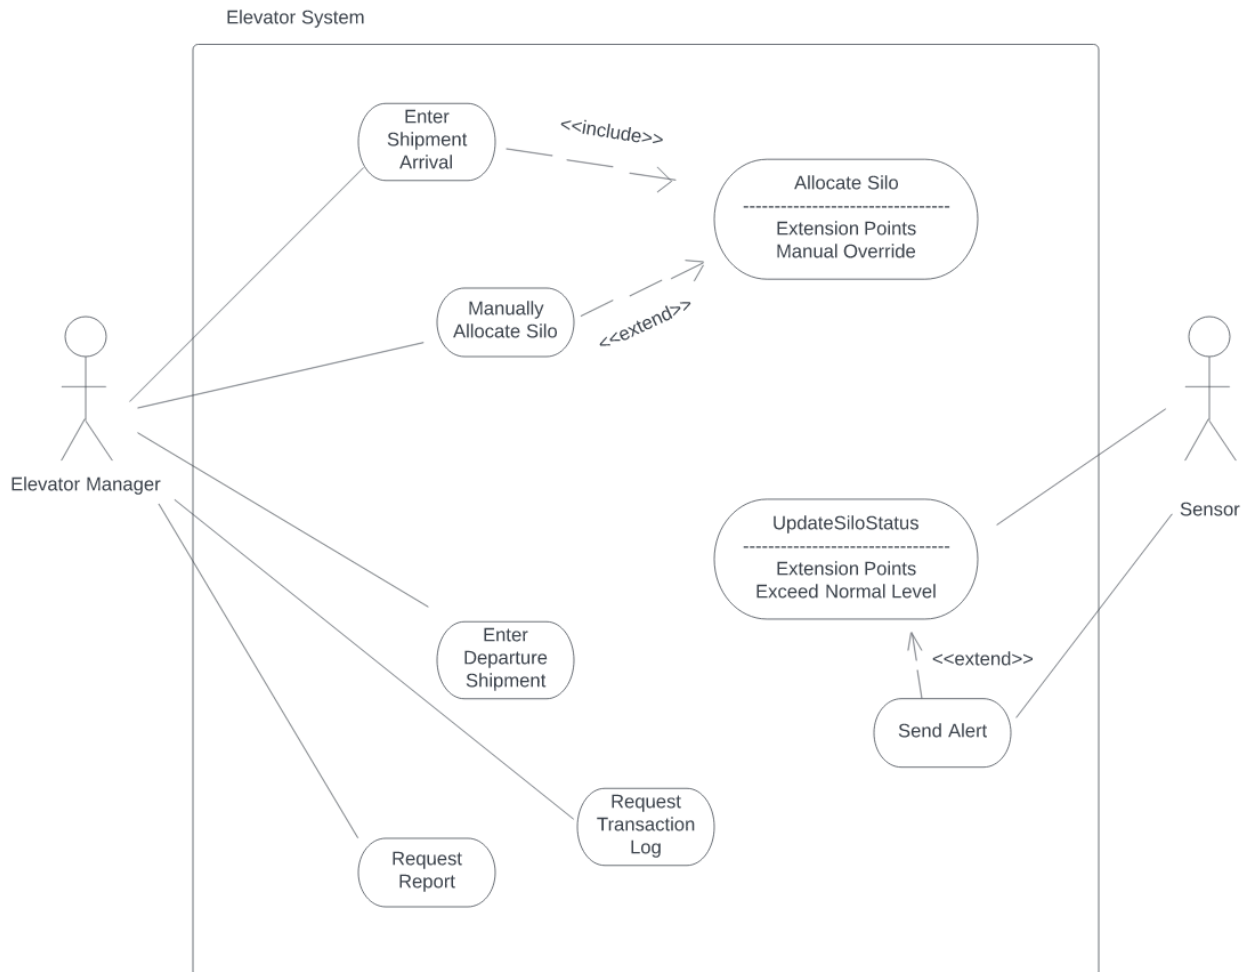 Elevator System
Enter
Shipment
Arrival
<<include>>
Allocate Silo
--------------------------------
Extension Points
Manual Override
Manually
Allocate Silo
<<extend>>
Elevator Manager
Sensor
UpdateSiloStatus
--------------------------------
Extension Points
Exceed Normal Level
<<extend>>
Enter
Departure
Shipment
Send Alert
Request
Transaction
Log
Request
Report